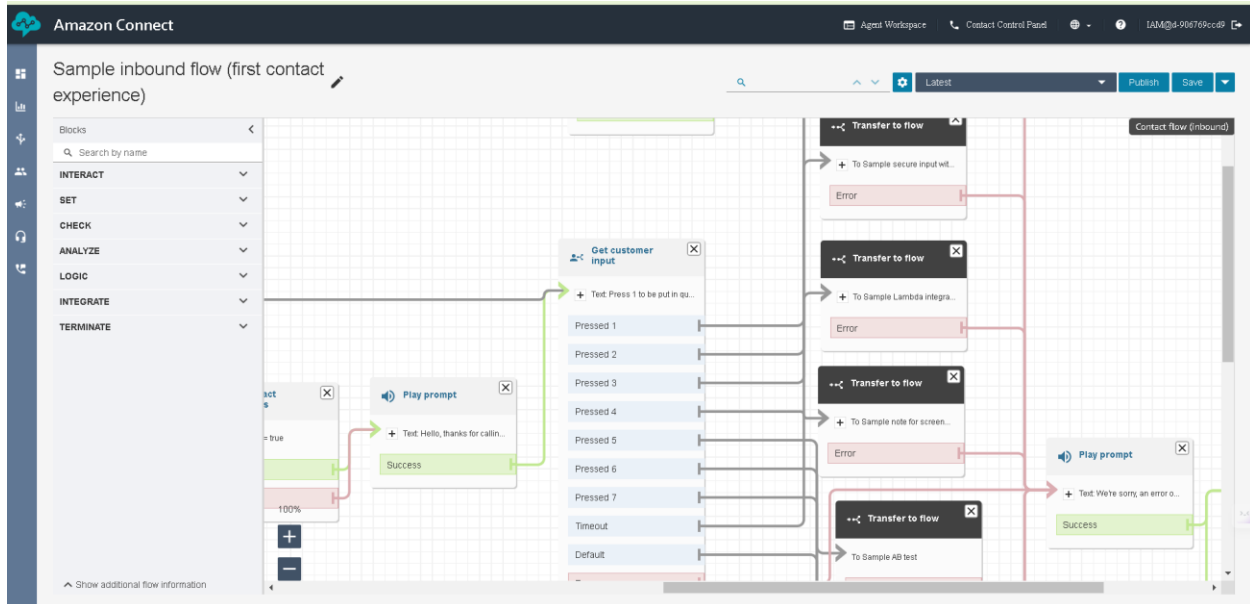 Amazon Connect
Agent Workspace
Contact Control Panel
IAM@d-906769ccd9
Sample inbound flow (first contact
experience)
Latest
Publish
Save
Blocks
Search by name
INTERACT
SET
CHECK
ANALYZE
LOGIC
INTEGRATE
TERMINATE
Show additional flow information
Contact flow (inbound)
act
s
= true
100%
Play prompt
Text: Hello, thanks for callin...
Success
Get customer
input
Text: Press 1 to be put in qu...
Pressed 1
Pressed 2
Pressed 3
Pressed 4
Pressed 5
Pressed 6
Pressed 7
Timeout
Default
Transfer to flow
To Sample secure input wit...
Error
Transfer to flow
To Sample Lambda integra...
Error
Transfer to flow
To Sample note for screen...
Error
Transfer to flow
To Sample AB test
Play prompt
Text: We're sorry, an error o...
Success